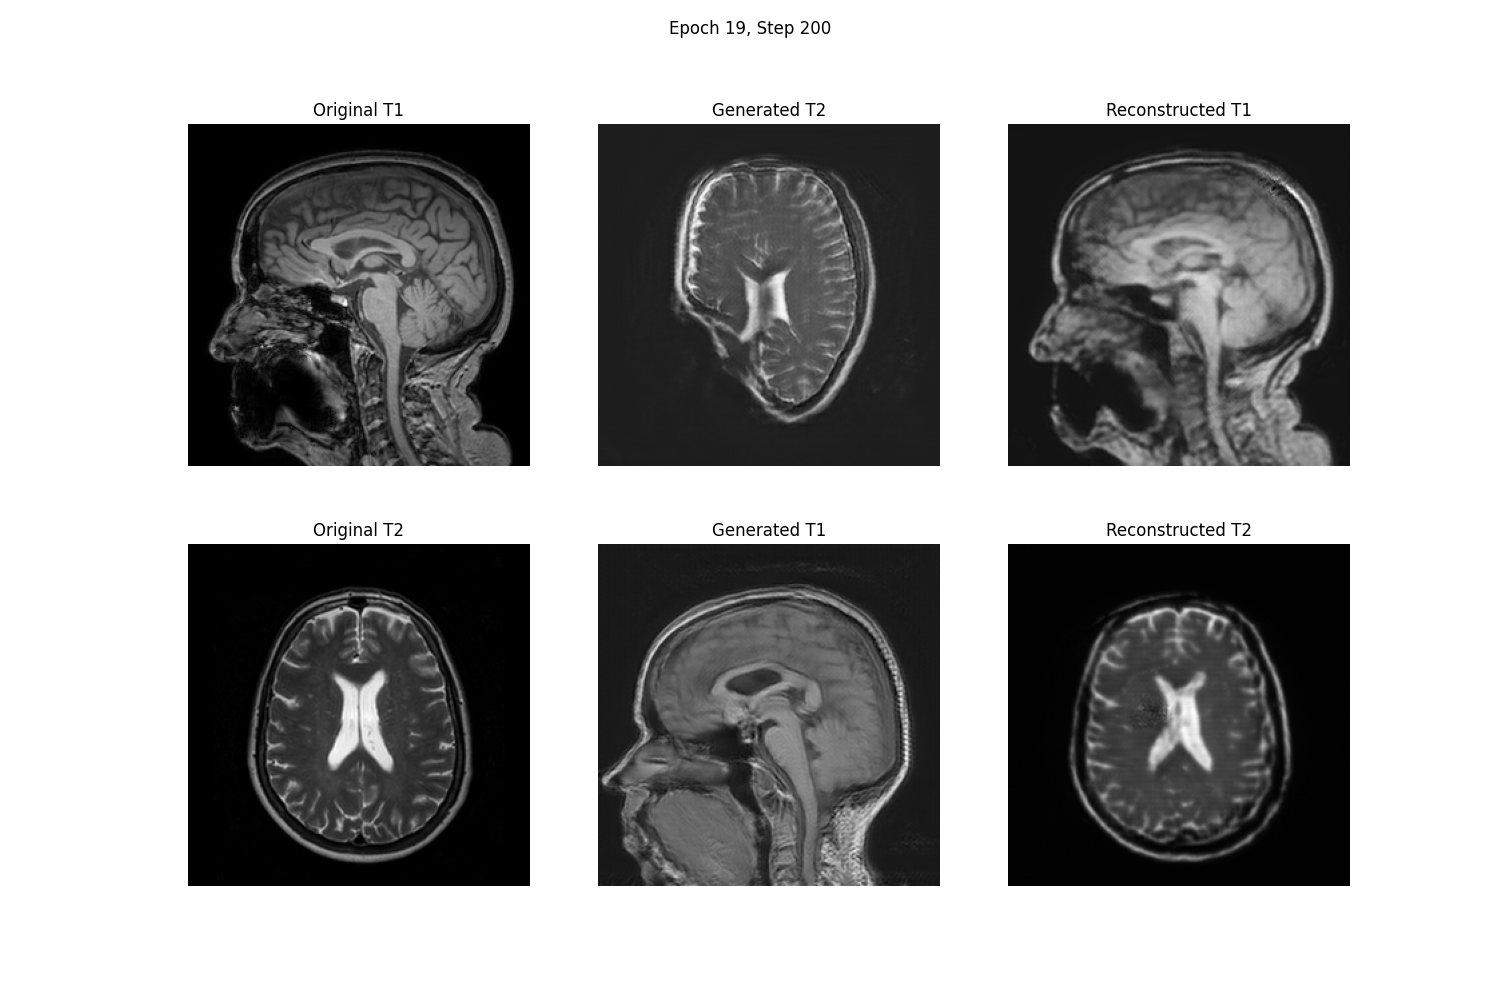 Epoch 19, Step 200
Original T1
Generated T2
Reconstructed T1
Original T2
Generated T1
Reconstructed T2